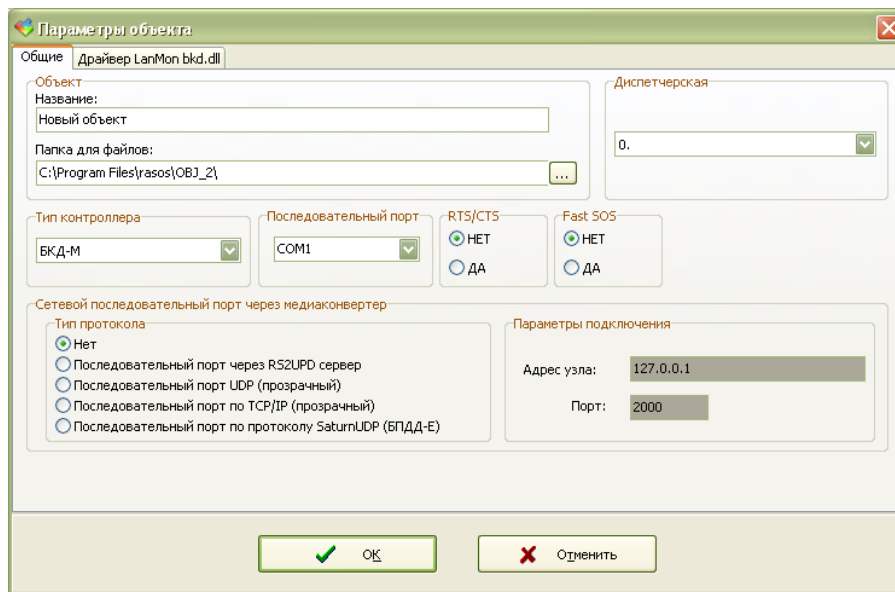 Параметры объекта
Общие
Драйвер LanMon bkd.dll
Объект
Название:
Новый объект
Папка для файлов:
C:\Program Files\rasos\OBJ_2\
...
Диспетчерская
0.
Тип контроллера
БКД-М
Последовательный порт
COM1
RTS/CTS
НЕТ
ДА
Fast SOS
НЕТ
ДА
Сетевой последовательный порт через медиаконвертер
Тип протокола
Нет
Последовательный порт через RS2UPD сервер
Последовательный порт UDP (прозрачный)
Последовательный порт по TCP/IP (прозрачный)
Последовательный порт по протоколу SaturnUDP (БПДД-Е)
Параметры подключения
Адрес узла:
127.0.0.1
Порт:
2000
ОК
Отменить